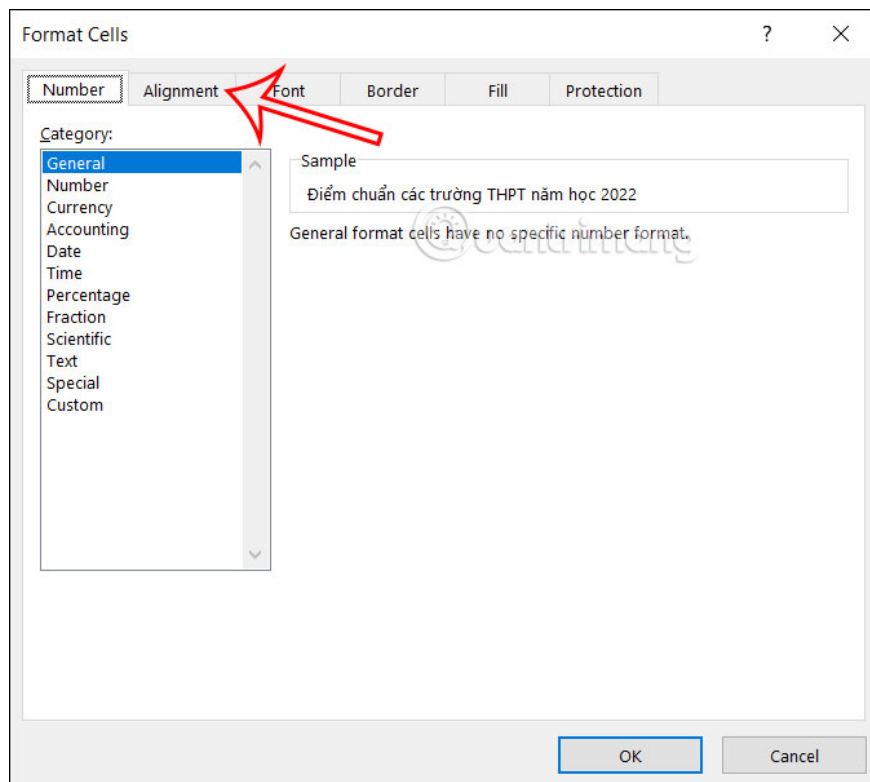 Format Cells
?
Number Alignment Font Border Fill Protection
Category:
General
Number
Currency
Accounting
Date
Time
Percentage
Fraction
Scientific
Text
Special
Custom
Sample
Điểm chuẩn các trường THPT năm học 2022
General format cells have no specific number format.
quantrimang
OK Cancel